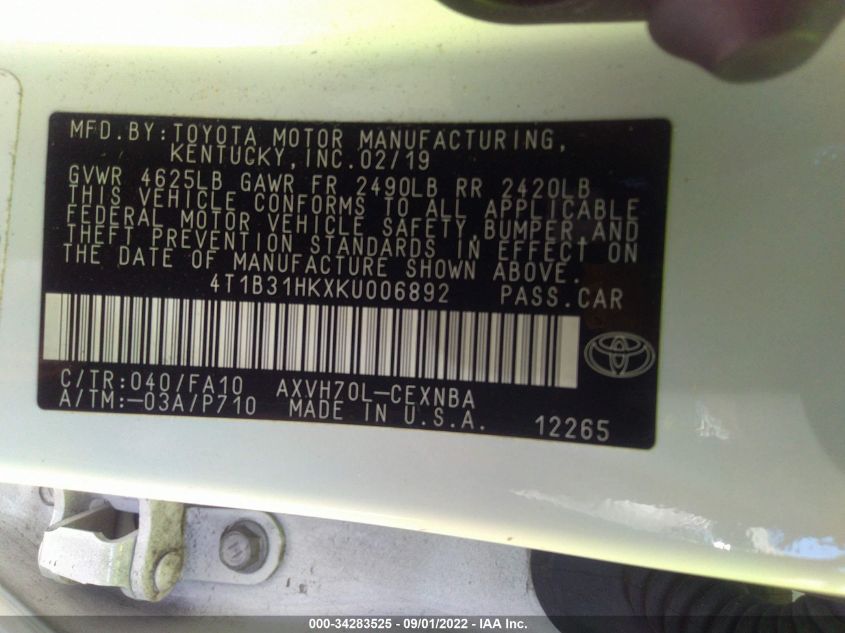 MFD.BY:TOYOTA MOTOR MANUFACTURING,
KENTUCKY,INC.02/19
GVWR 4625LB GAWR FR 2490LB RR 2420LB
THIS VEHICLE CONFORMS TO ALL APPLICABLE
FEDERAL MOTOR VEHICLE SAFETY,BUMPER,AND
THEFT PREVENTION STANDARDS IN EFFECT ON
THE DATE OF MANUFACTURE SHOWN ABOVE.
4T1B31HKXKU006892 PASS.CAR
C/TR:040/FA10 AXVH70L-CEXNBA
A/TM:-03A/P710 MADE IN U.S.A. 12265
000-34283525 - 09/01/2022 - IAA Inc.